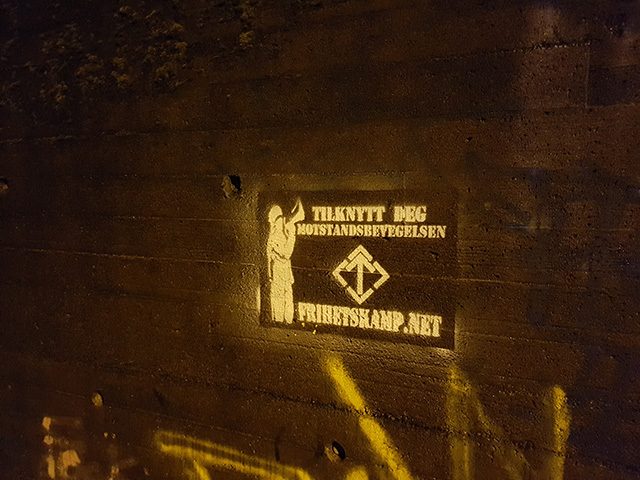 TILKNYTT DEG
MOTSTANDSBEVEGELSEN
FRIHETSKAMP.NET